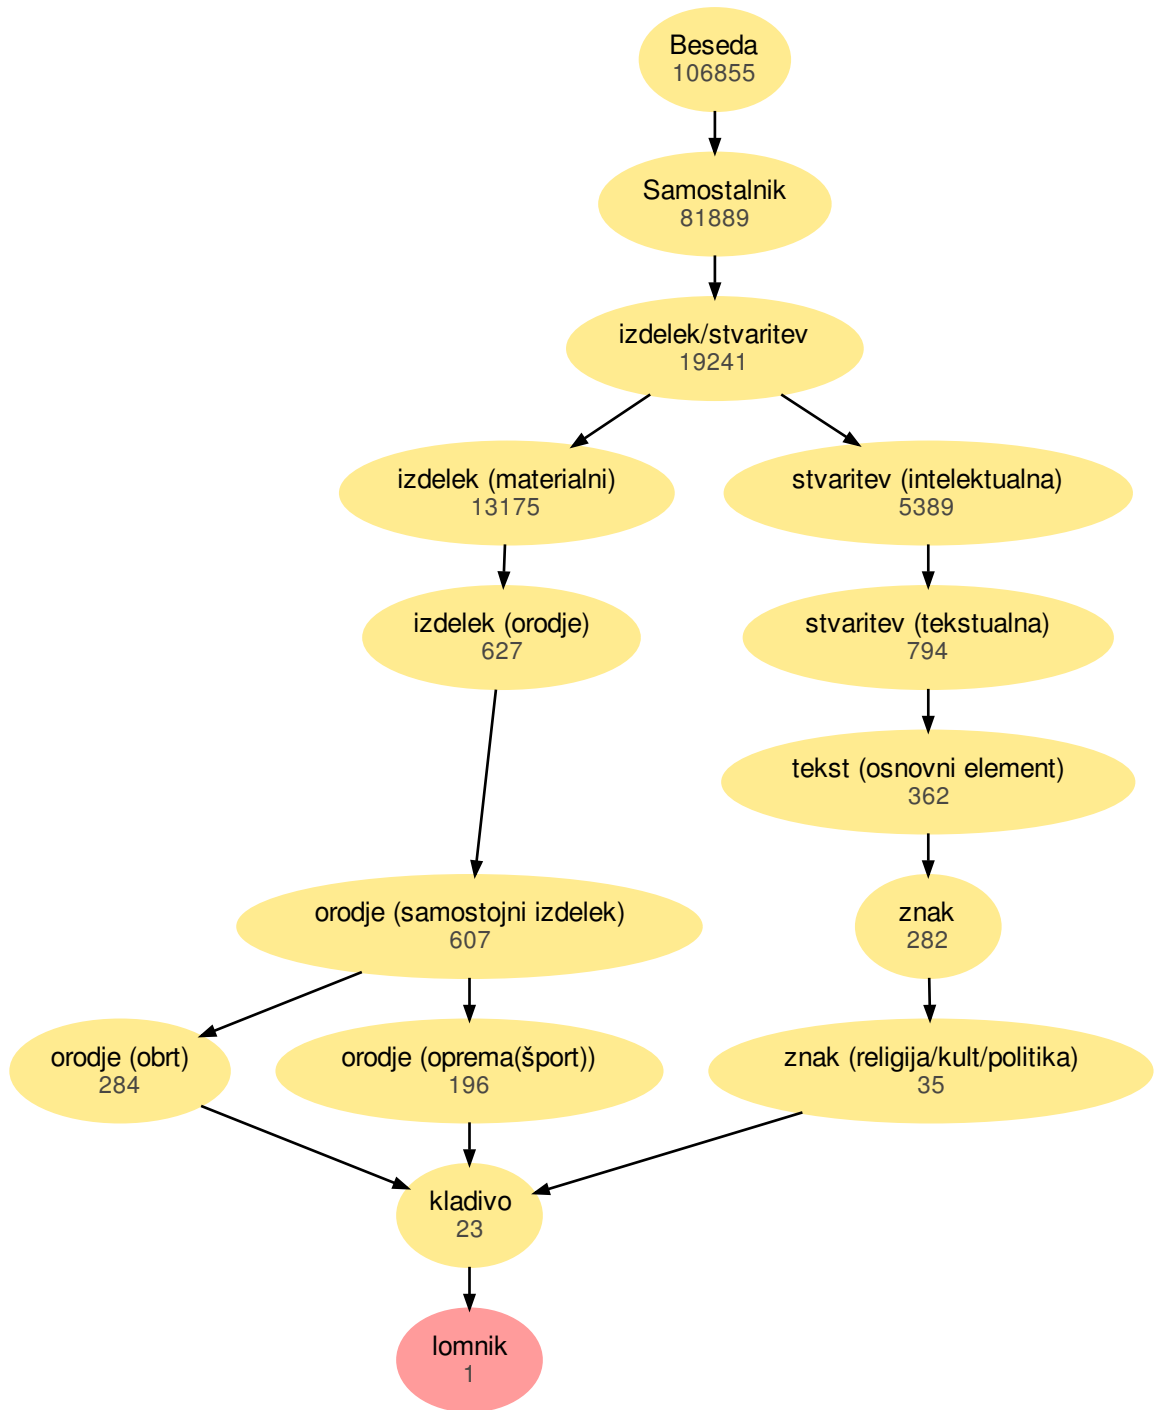 Beseda
106855
Samostalnik
81889
izdelek/stvaritev
19241
izdelek (materialni)
13175
stvaritev (intelektualna)
5389
izdelek (orodje)
627
stvaritev (tekstualna)
794
tekst (osnovni element)
362
orodje (samostojni izdelek)
607
znak
282
orodje (obrt)
284
orodje (oprema(šport))
196
znak (religija/kult/politika)
35
kladivo
23
lomnik
1